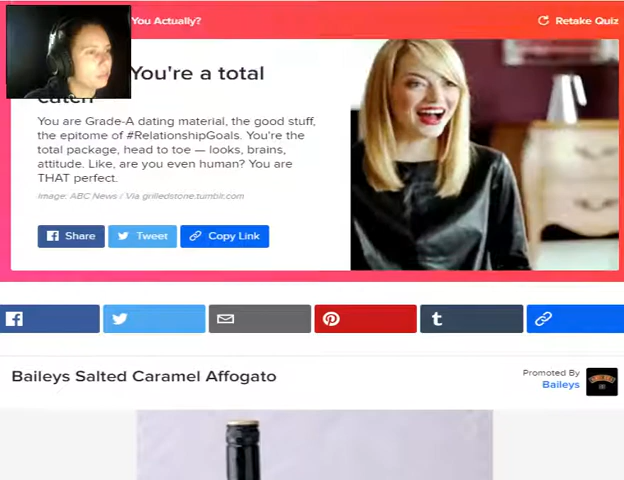 You Actually?
Retake Quiz
You're a total
You are Grade-A dating material, the good stuff,
the epitome of #RelationshipGoals. You're the
total package, head to toe — looks, brains,
attitude. Like, are you even human? You are
THAT perfect.
Image: ABC News / Via grilledstone.tumblr.com
Share
Tweet
Copy Link
Baileys Salted Caramel Affogato
Promoted By
Baileys